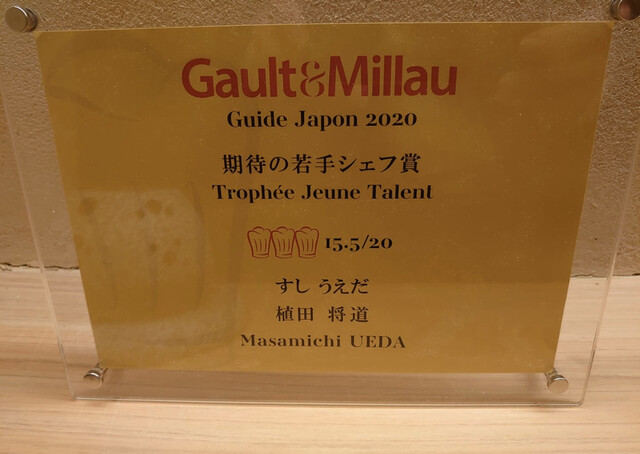 Gault&Millau
Guide Japon 2020
期待の若手シェフ賞
Trophée Jeune Talent
15.5/20
すし うえだ
植田 将道
Masamichi UEDA